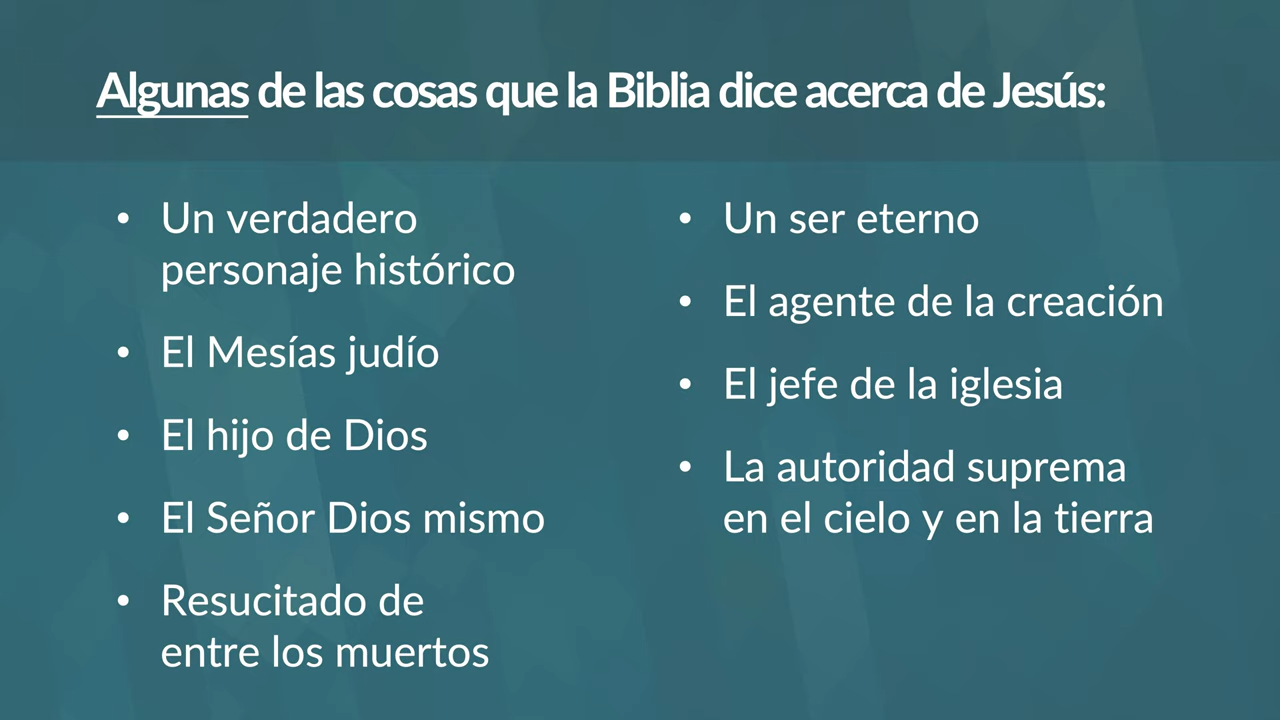 Algunas de las cosas que la Biblia dice acerca de Jesús:
• Un verdadero
personaje histórico
• El Mesías judío
• El hijo de Dios
• El Señor Dios mismo
• Resucitado de
entre los muertos
• Un ser eterno
• El agente de la creación
• El jefe de la iglesia
• La autoridad suprema
en el cielo y en la tierra